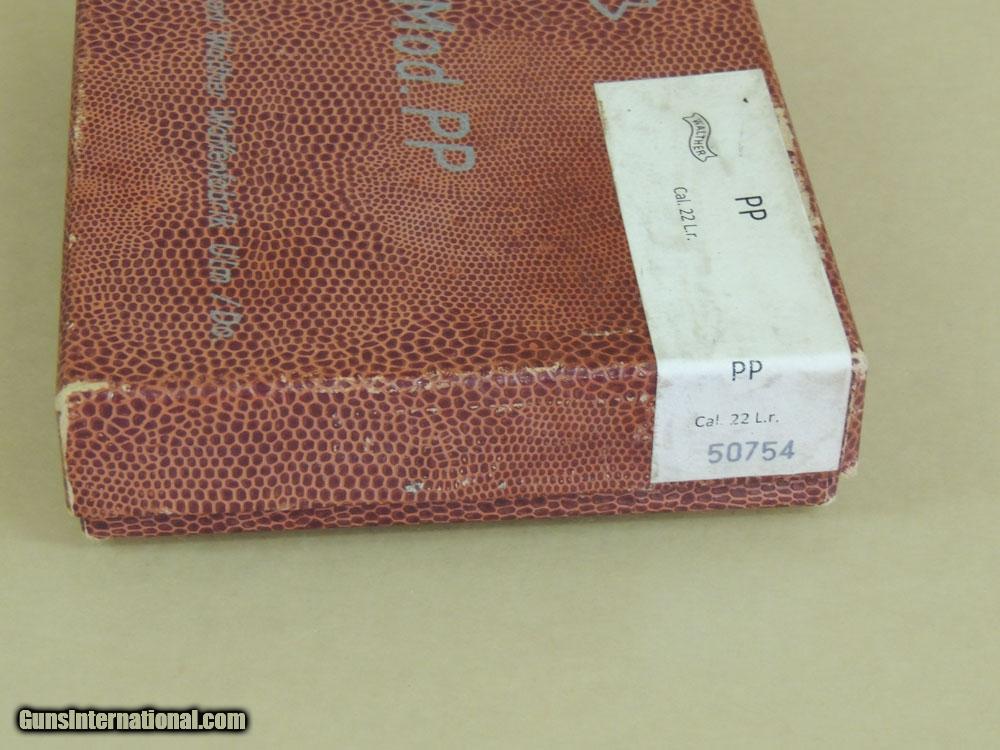 Mod. PP
Walther Waffenfabrik Ulm/Do.
WALTHER
PP
Cal. 22 L.r.
PP
Cal. 22 L.r.
50754
GunsInternational.com